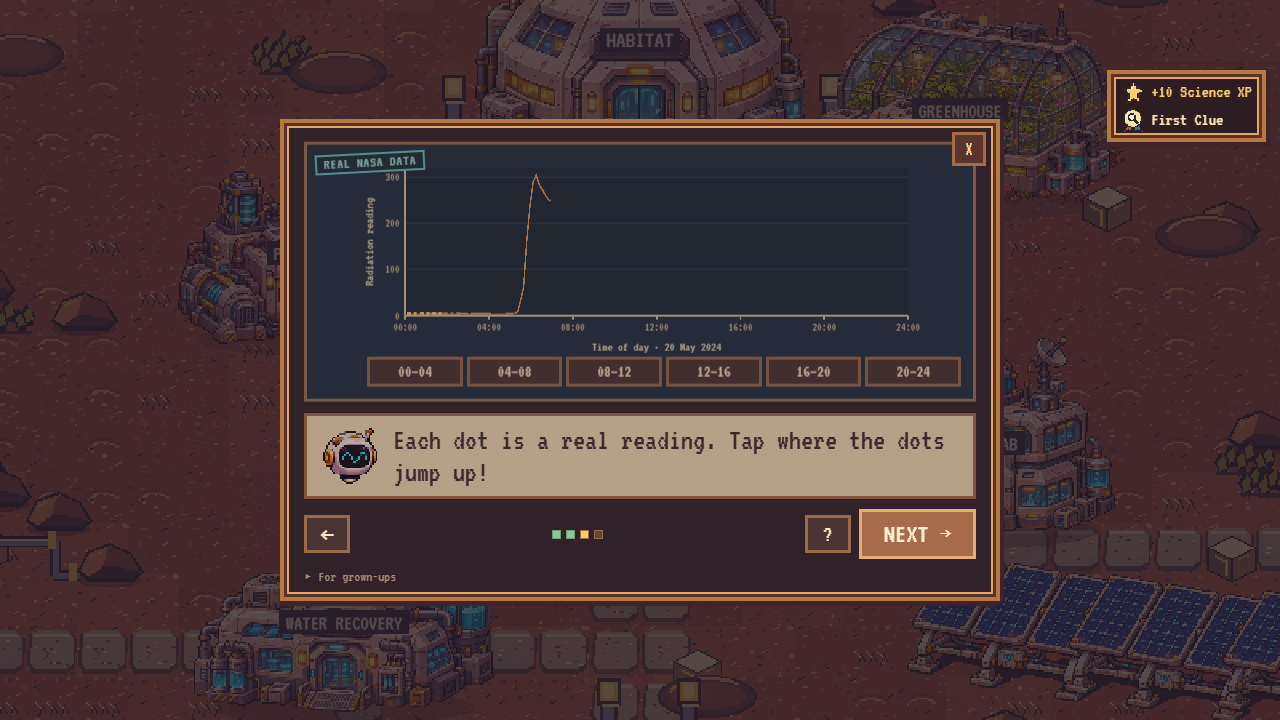 HABITAT
GREENHOUSE
+10 Science XP
First Clue
X
REAL NASA DATA
Radiation reading
300
200
100
0
00:00 04:00 08:00 12:00 16:00 20:00 24:00
Time of day · 20 May 2024
00–04 04–08 08–12 12–16 16–20 20–24
Each dot is a real reading. Tap where the dots
jump up!
← ? NEXT →
▸ For grown-ups
WATER RECOVERY